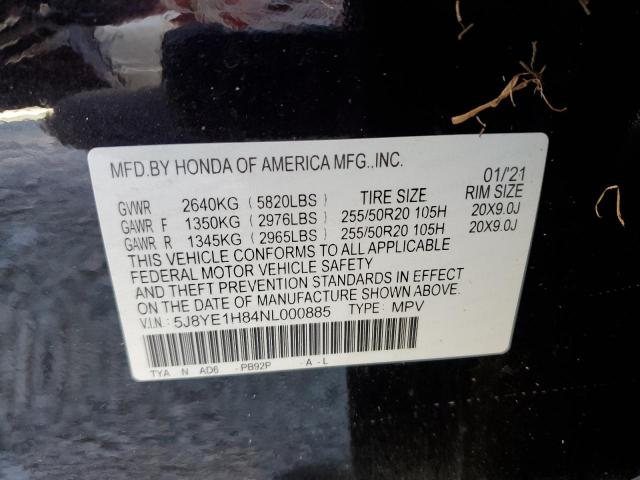 MFD.BY HONDA OF AMERICA MFG.,INC. 01/'21
GVWR 2640KG (5820LBS) TIRE SIZE RIM SIZE
GAWR F 1350KG (2976LBS) 255/50R20 105H 20X9.0J
GAWR R 1345KG (2965LBS) 255/50R20 105H 20X9.0J
THIS VEHICLE CONFORMS TO ALL APPLICABLE
FEDERAL MOTOR VEHICLE SAFETY
AND THEFT PREVENTION STANDARDS IN EFFECT
ON THE DATE OF MANUFACTURE SHOWN ABOVE.
V.I.N.: 5J8YE1H84NL000885 TYPE: MPV
TYA N AD6 -PB92P -A-L